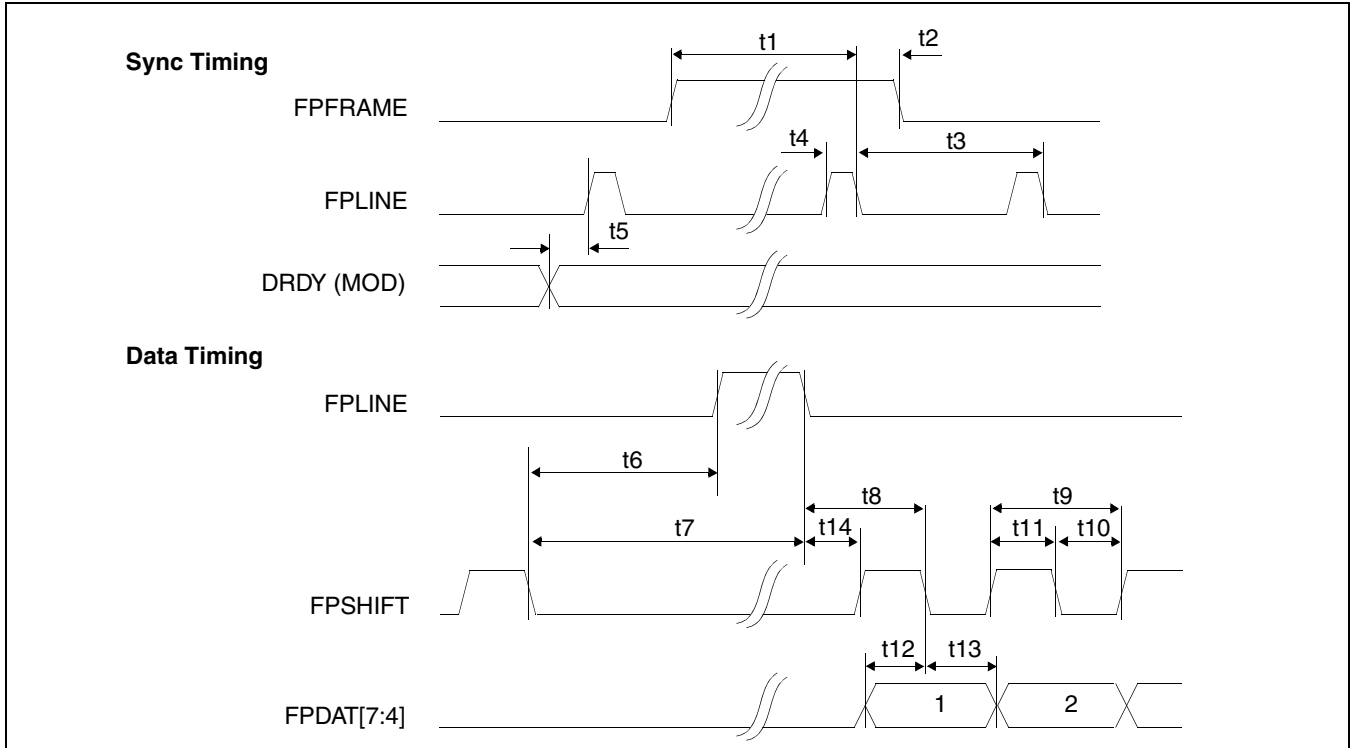 Sync Timing
t1
t2
FPFRAME
t4
t3
FPLINE
t5
DRDY (MOD)
Data Timing
FPLINE
t6
t8
t9
t7
t14
t11
t10
FPSHIFT
t12
t13
FPDAT[7:4]
1
2